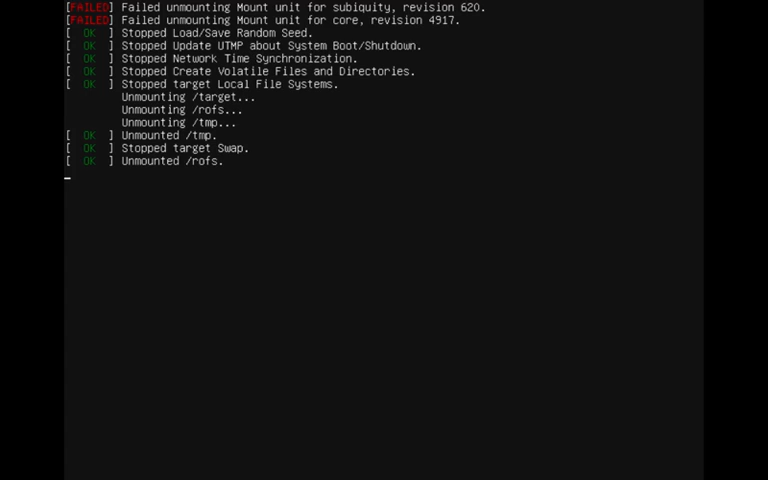 [FAILED] Failed unmounting Mount unit for subiquity, revision 620.
[FAILED] Failed unmounting Mount unit for core, revision 4917.
[  OK  ] Stopped Load/Save Random Seed.
[  OK  ] Stopped Update UTMP about System Boot/Shutdown.
[  OK  ] Stopped Network Time Synchronization.
[  OK  ] Stopped Create Volatile Files and Directories.
[  OK  ] Stopped target Local File Systems.
         Unmounting /target...
         Unmounting /rofs...
         Unmounting /tmp...
[  OK  ] Unmounted /tmp.
[  OK  ] Stopped target Swap.
[  OK  ] Unmounted /rofs.